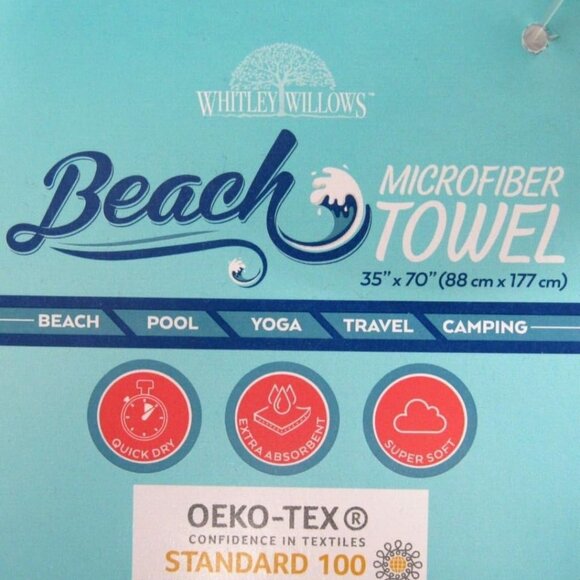 WHITLEY WILLOWS™
Beach
MICROFIBER
TOWEL
35" x 70" (88 cm x 177 cm)
BEACH POOL YOGA TRAVEL CAMPING
QUICK DRY
EXTRA ABSORBENT
SUPER SOFT
OEKO-TEX®
CONFIDENCE IN TEXTILES
STANDARD 100